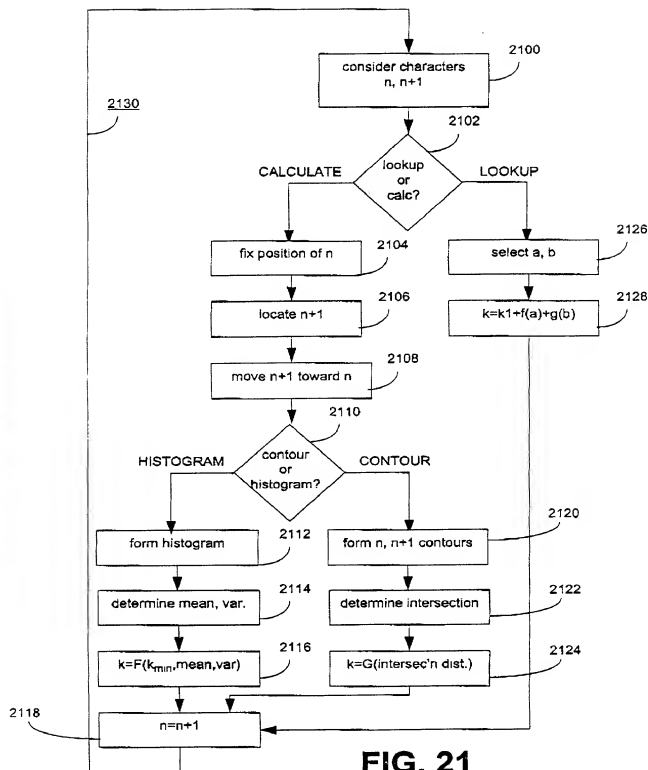 consider characters
n, n+1
2100
2130
2102
lookup
or
calc?
CALCULATE
LOOKUP
fix position of n
2104
select a, b
2126
locate n+1
2106
k=k1+f(a)+g(b)
2128
move n+1 toward n
2108
2110
contour
or
histogram?
HISTOGRAM
CONTOUR
form histogram
2112
form n, n+1 contours
2120
determine mean, var.
2114
determine intersection
2122
k=F(kmin,mean,var)
2116
k=G(intersec'n dist.)
2124
2118
n=n+1
FIG. 21